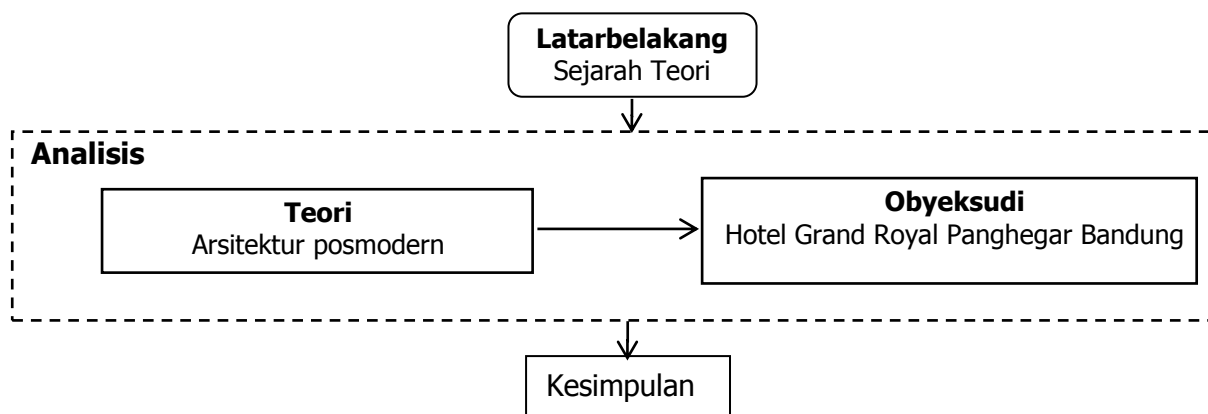 Latarbelakang
Sejarah Teori
Analisis
Teori
Arsitektur posmodern
Obyeksudi
Hotel Grand Royal Panghegar Bandung
Kesimpulan